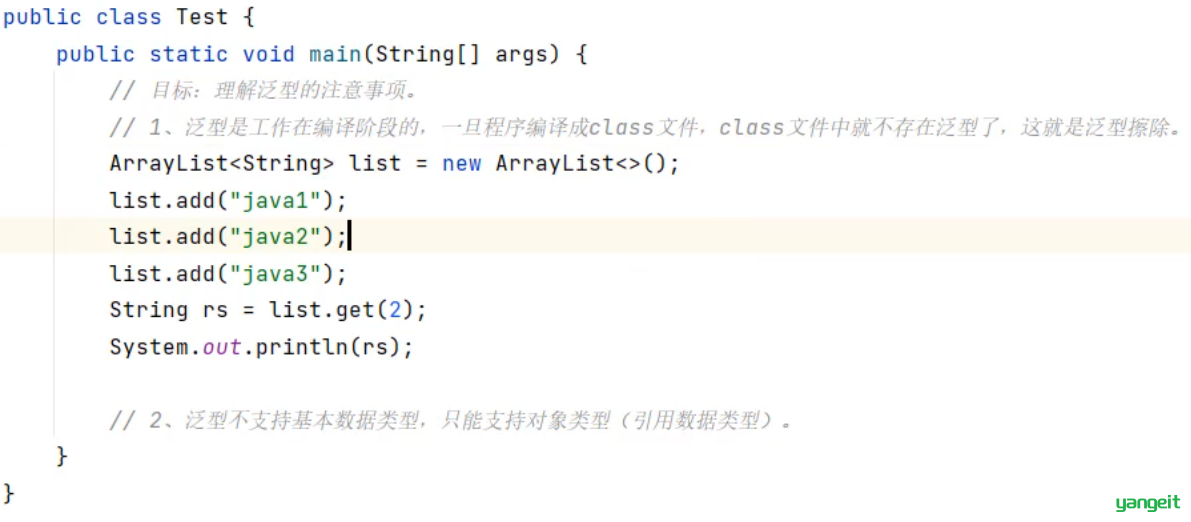 public class Test {
public static void main(String[] args) {
// 目标：理解泛型的注意事项。
// 1、泛型是工作在编译阶段的，一旦程序编译成class文件，class文件中就不存在泛型了，这就是泛型擦除。
ArrayList<String> list = new ArrayList<>();
list.add("java1");
list.add("java2");
list.add("java3");
String rs = list.get(2);
System.out.println(rs);
// 2、泛型不支持基本数据类型，只能支持对象类型（引用数据类型）。
}
}
yangeit